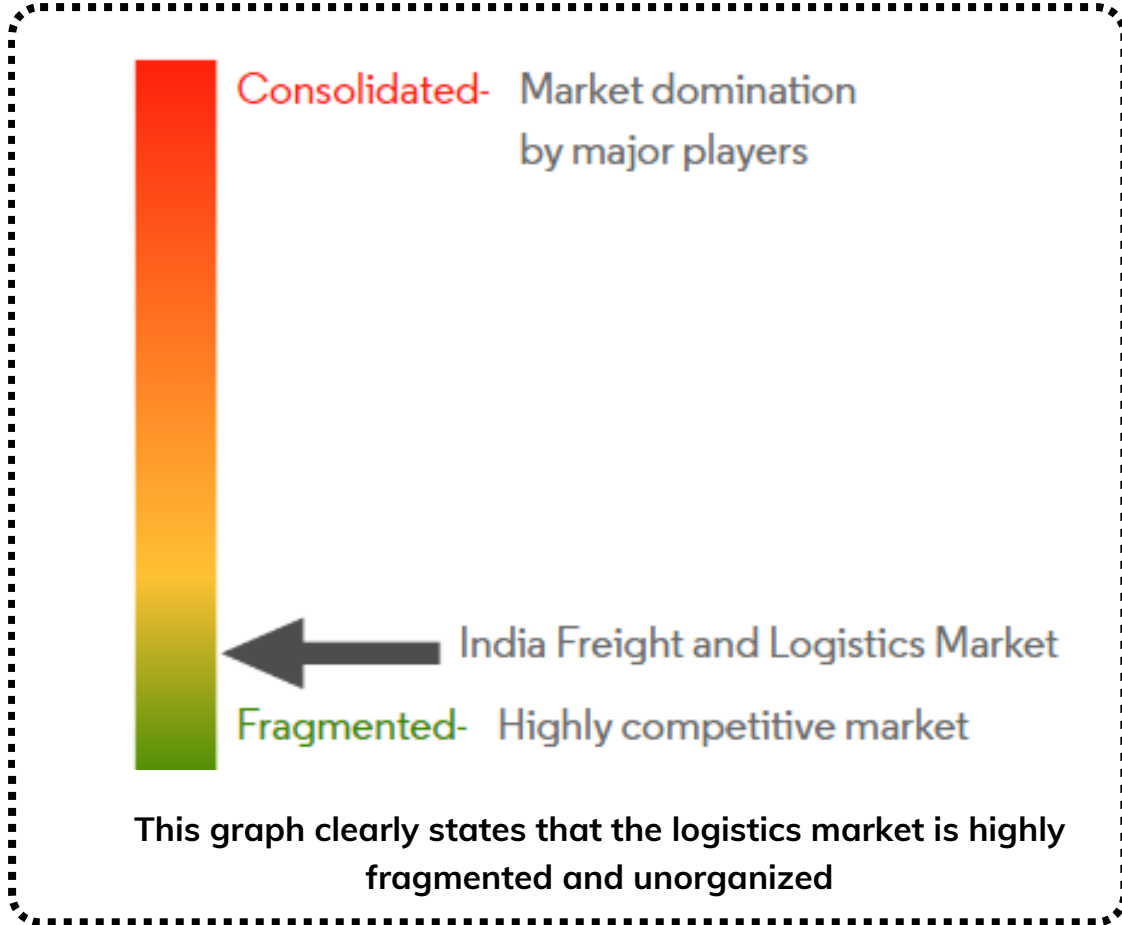 Consolidated- Market domination
by major players
India Freight and Logistics Market
Fragmented- Highly competitive market
This graph clearly states that the logistics market is highly
fragmented and unorganized